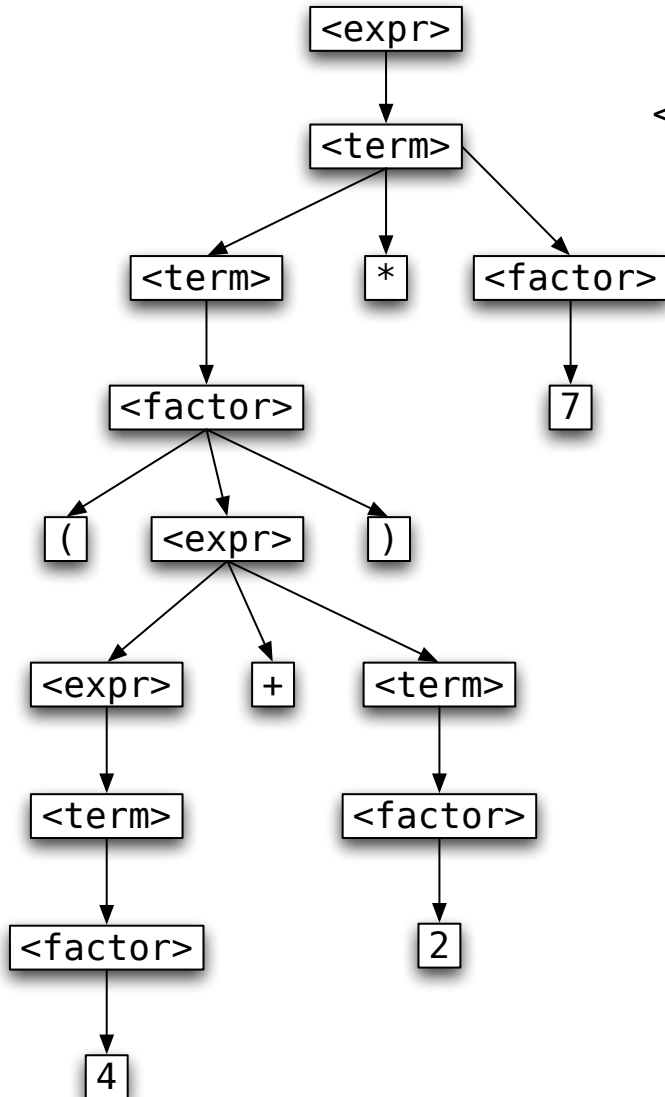 <expr>
<
<term>
<term> * <factor>
<factor> 7
( <expr> )
<expr> + <term>
<term> <factor>
<factor> 2
4